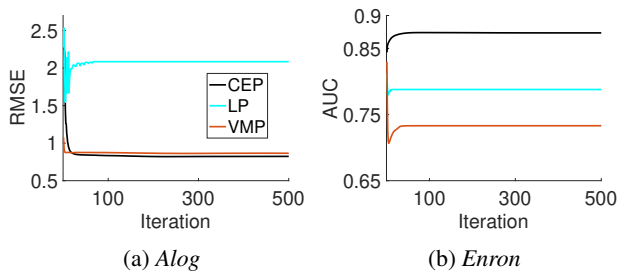 2.5
2
1.5
1
0.5
RMSE
CEP
LP
VMP
100 300 500
Iteration
(a) Alog
0.9
0.85
0.75
0.65
AUC
100 300 500
Iteration
(b) Enron